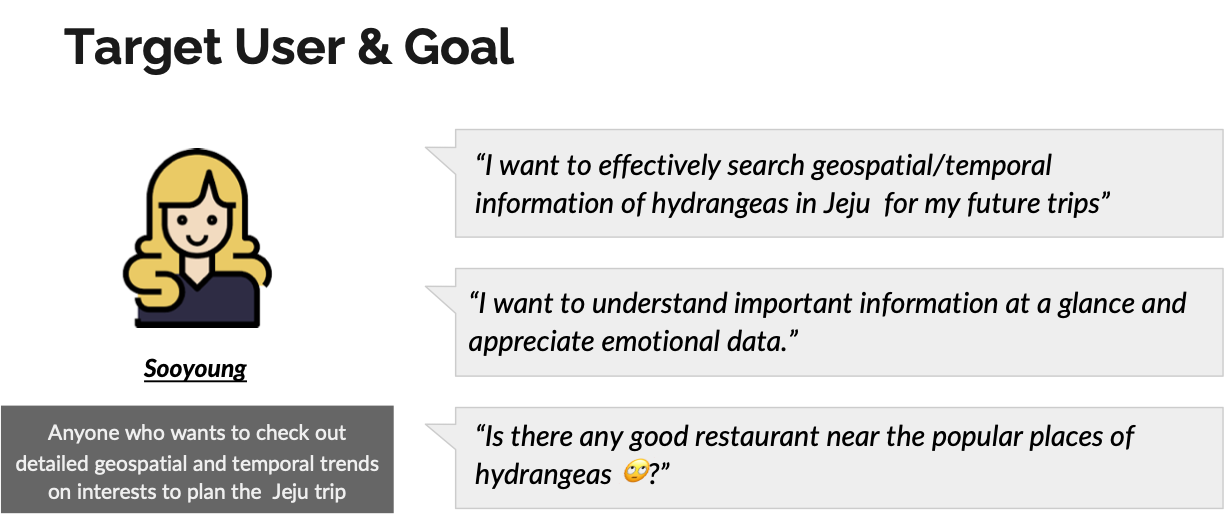 Target User & Goal
“I want to effectively search geospatial/temporal
information of hydrangeas in Jeju  for my future trips”
“I want to understand important information at a glance and
appreciate emotional data.”
“Is there any good restaurant near the popular places of
hydrangeas 🙄?”
Sooyoung
Anyone who wants to check out
detailed geospatial and temporal trends
on interests to plan the  Jeju trip